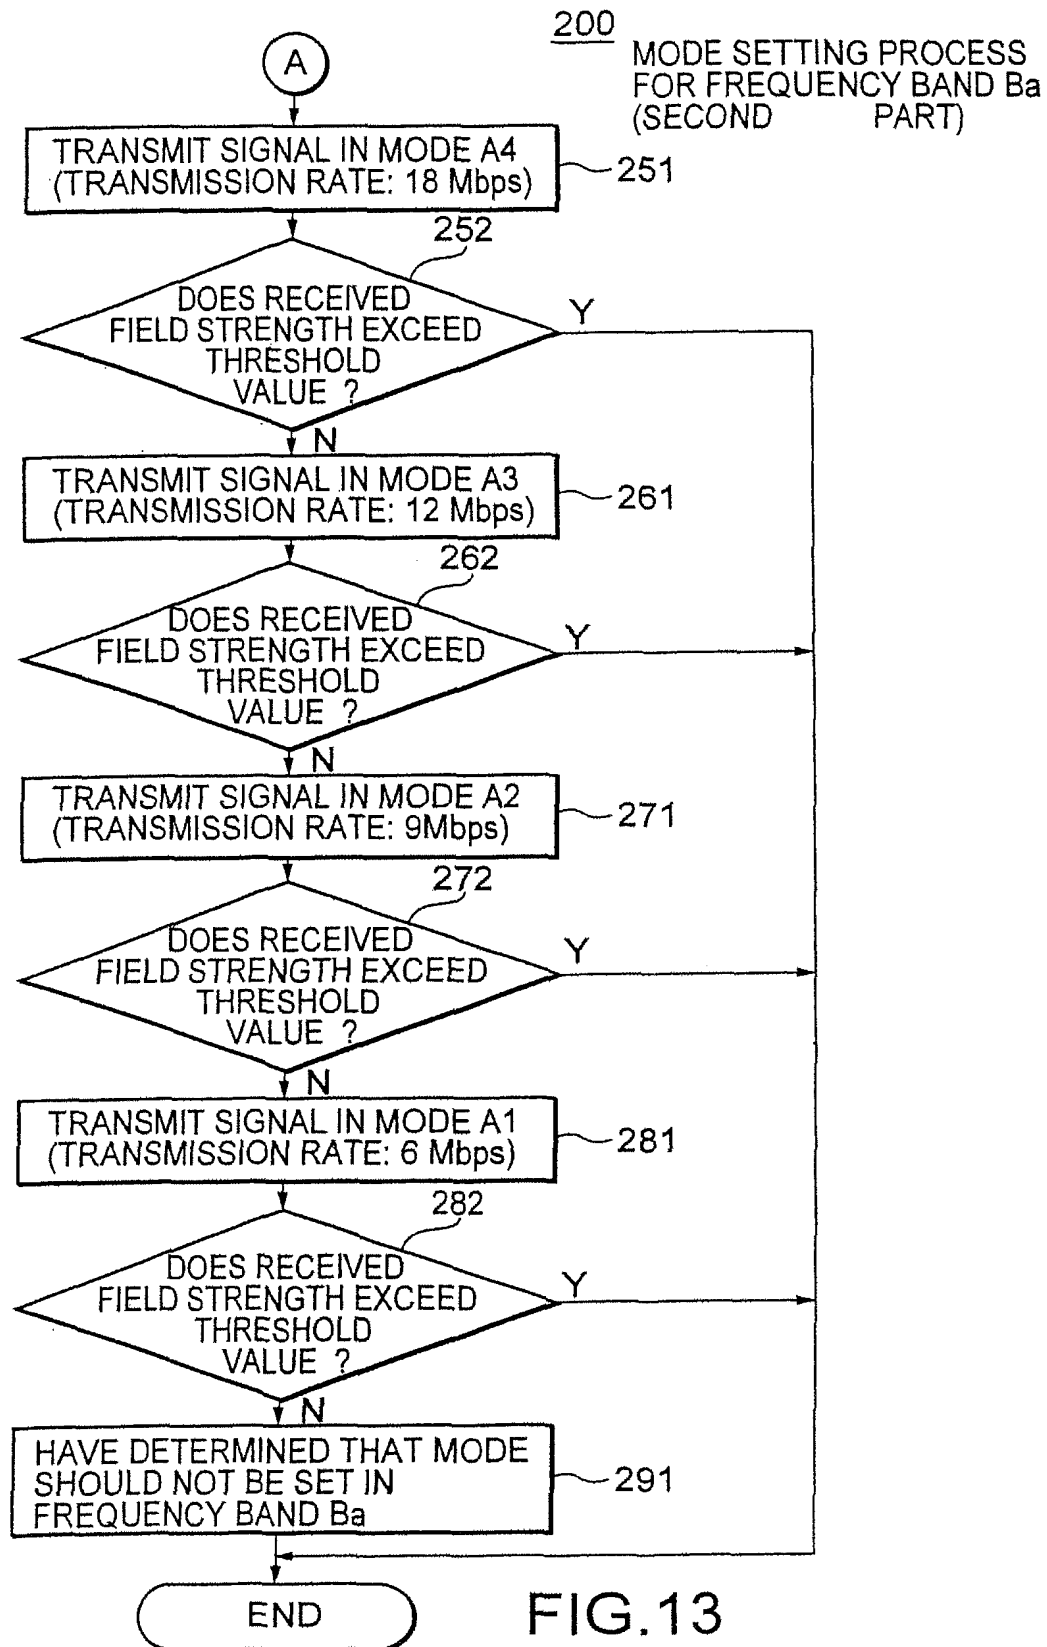 200
MODE SETTING PROCESS
FOR FREQUENCY BAND Ba
(SECOND PART)
A
TRANSMIT SIGNAL IN MODE A4
(TRANSMISSION RATE: 18 Mbps)
251
252
DOES RECEIVED
FIELD STRENGTH EXCEED
THRESHOLD
VALUE ?
Y
N
TRANSMIT SIGNAL IN MODE A3
(TRANSMISSION RATE: 12 Mbps)
261
262
DOES RECEIVED
FIELD STRENGTH EXCEED
THRESHOLD
VALUE ?
Y
N
TRANSMIT SIGNAL IN MODE A2
(TRANSMISSION RATE: 9Mbps)
271
272
DOES RECEIVED
FIELD STRENGTH EXCEED
THRESHOLD
VALUE ?
Y
N
TRANSMIT SIGNAL IN MODE A1
(TRANSMISSION RATE: 6 Mbps)
281
282
DOES RECEIVED
FIELD STRENGTH EXCEED
THRESHOLD
VALUE ?
Y
N
HAVE DETERMINED THAT MODE
SHOULD NOT BE SET IN
FREQUENCY BAND Ba
291
END
FIG.13